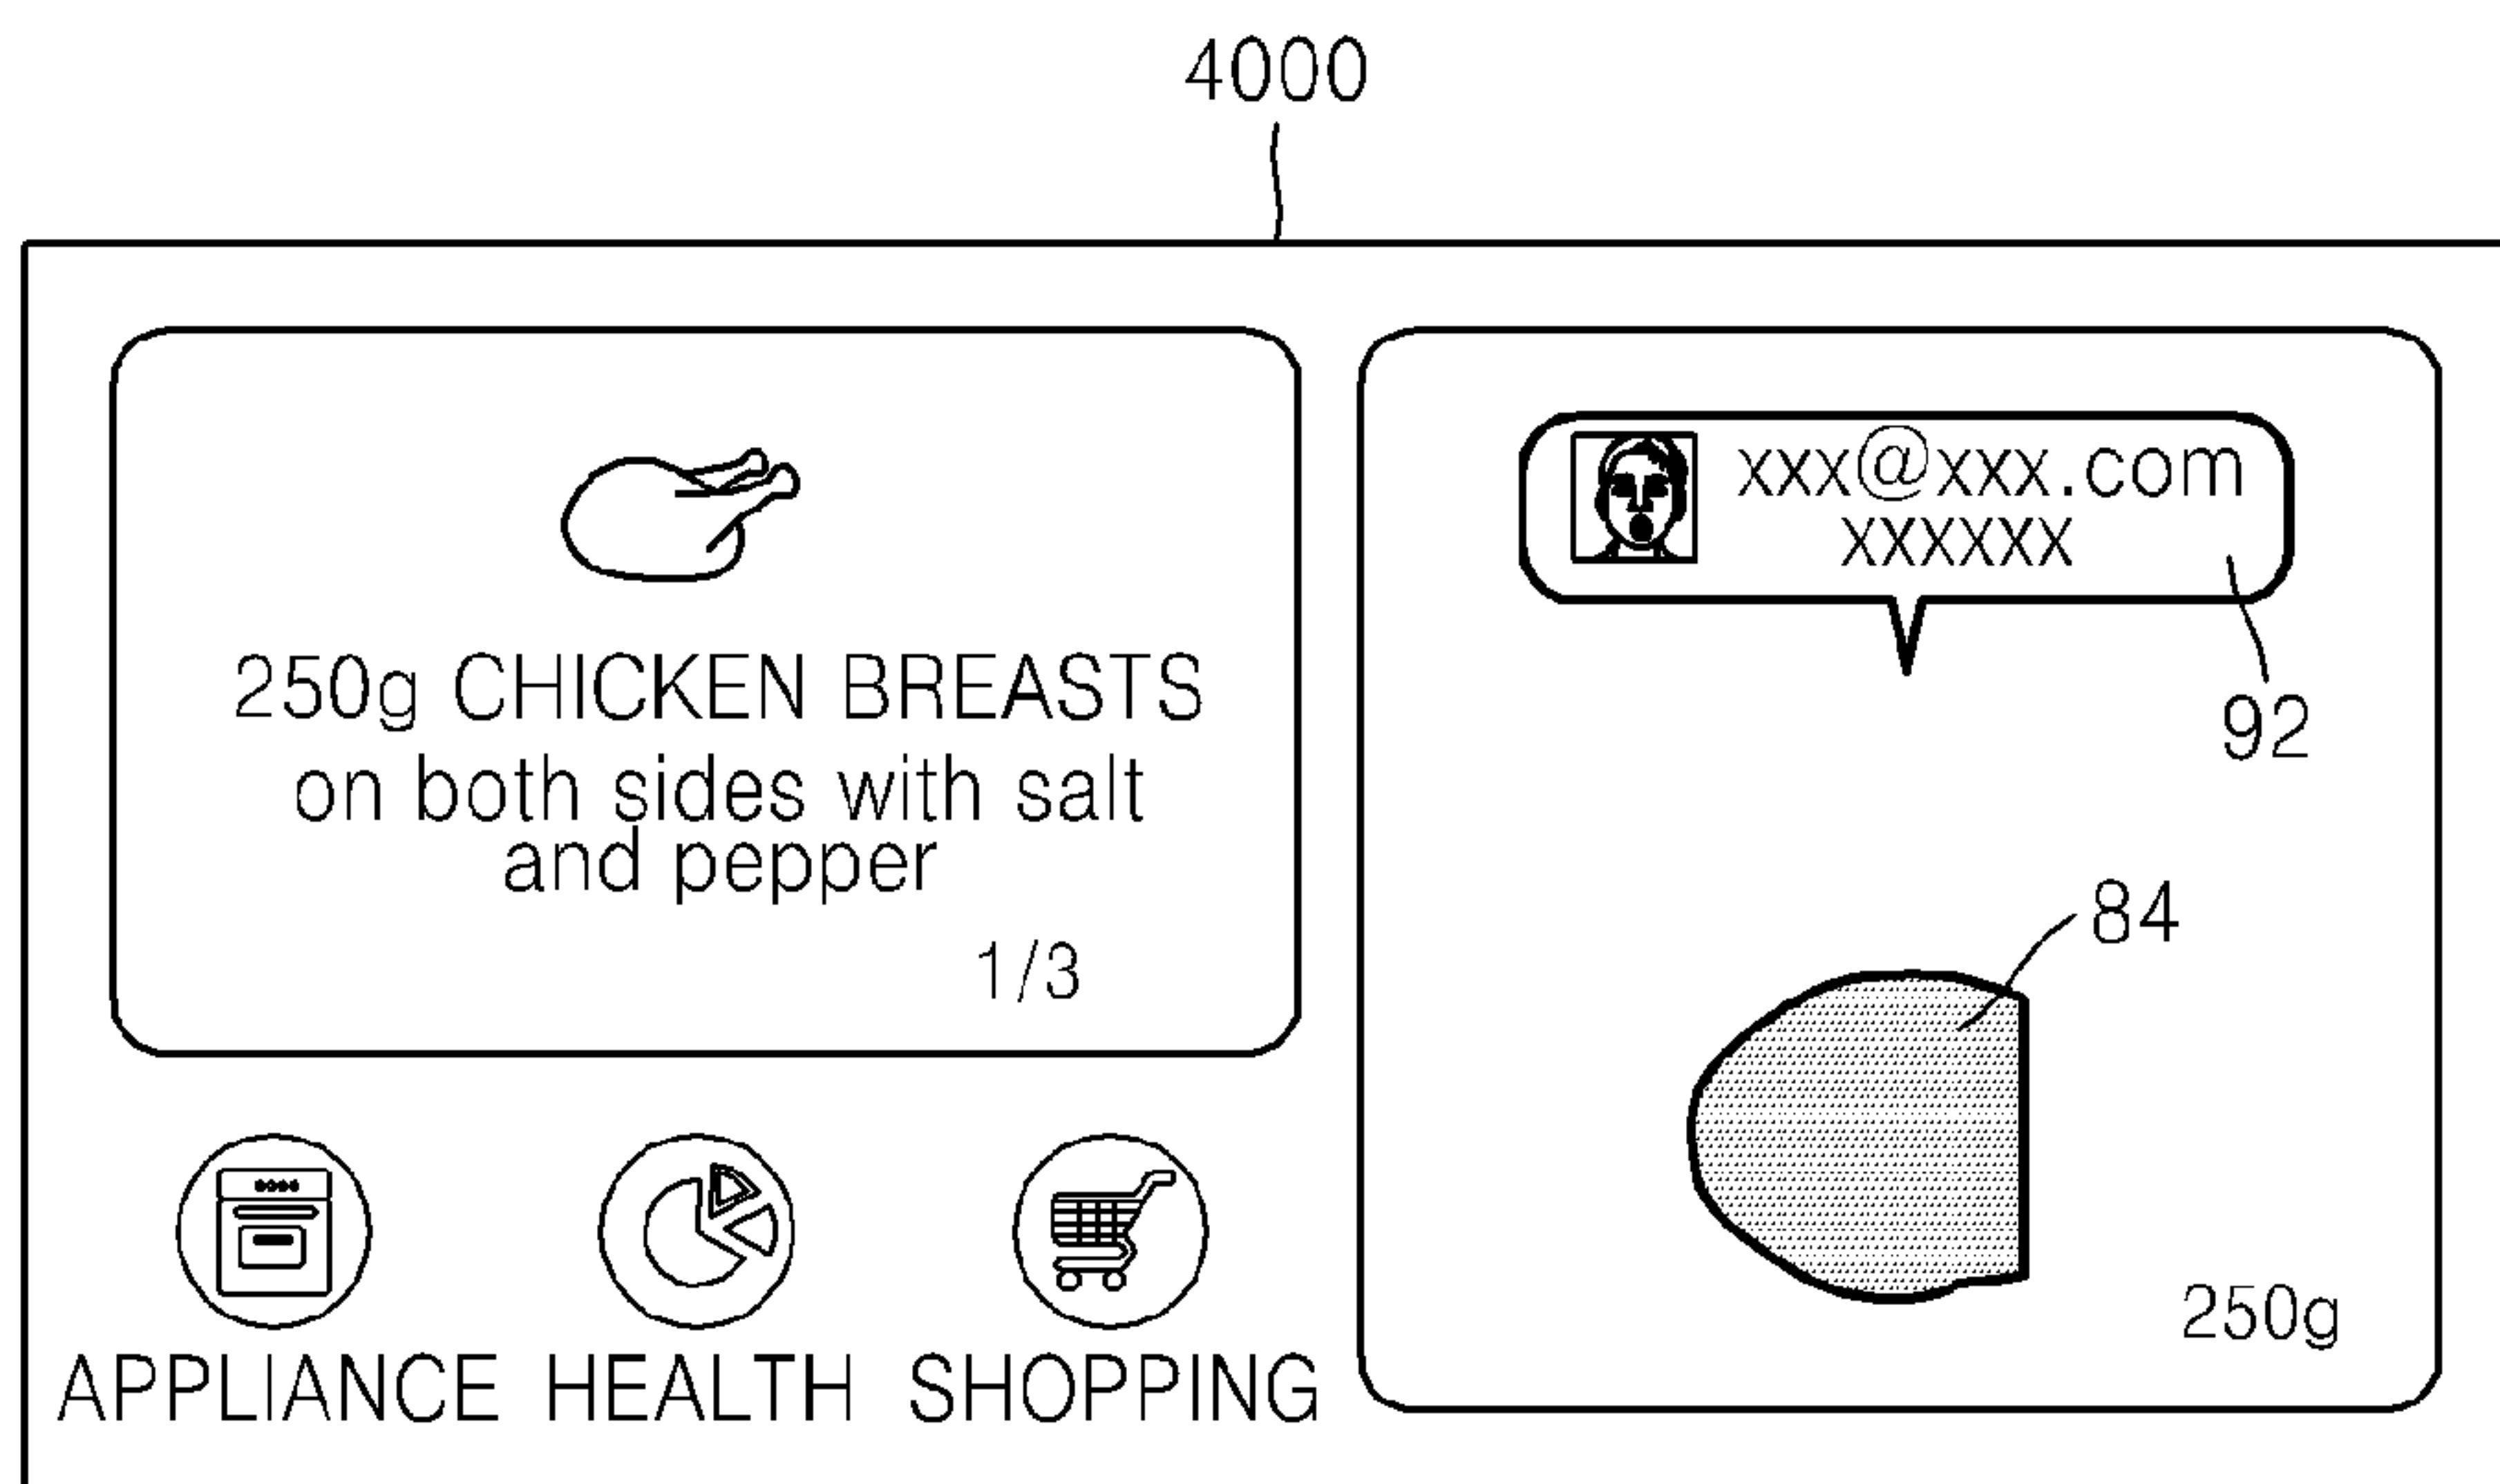 4000
250g CHICKEN BREASTS
on both sides with salt
and pepper
1/3
APPLIANCE HEALTH SHOPPING
xxx@xxx.com
xxxxxx
92
84
250g